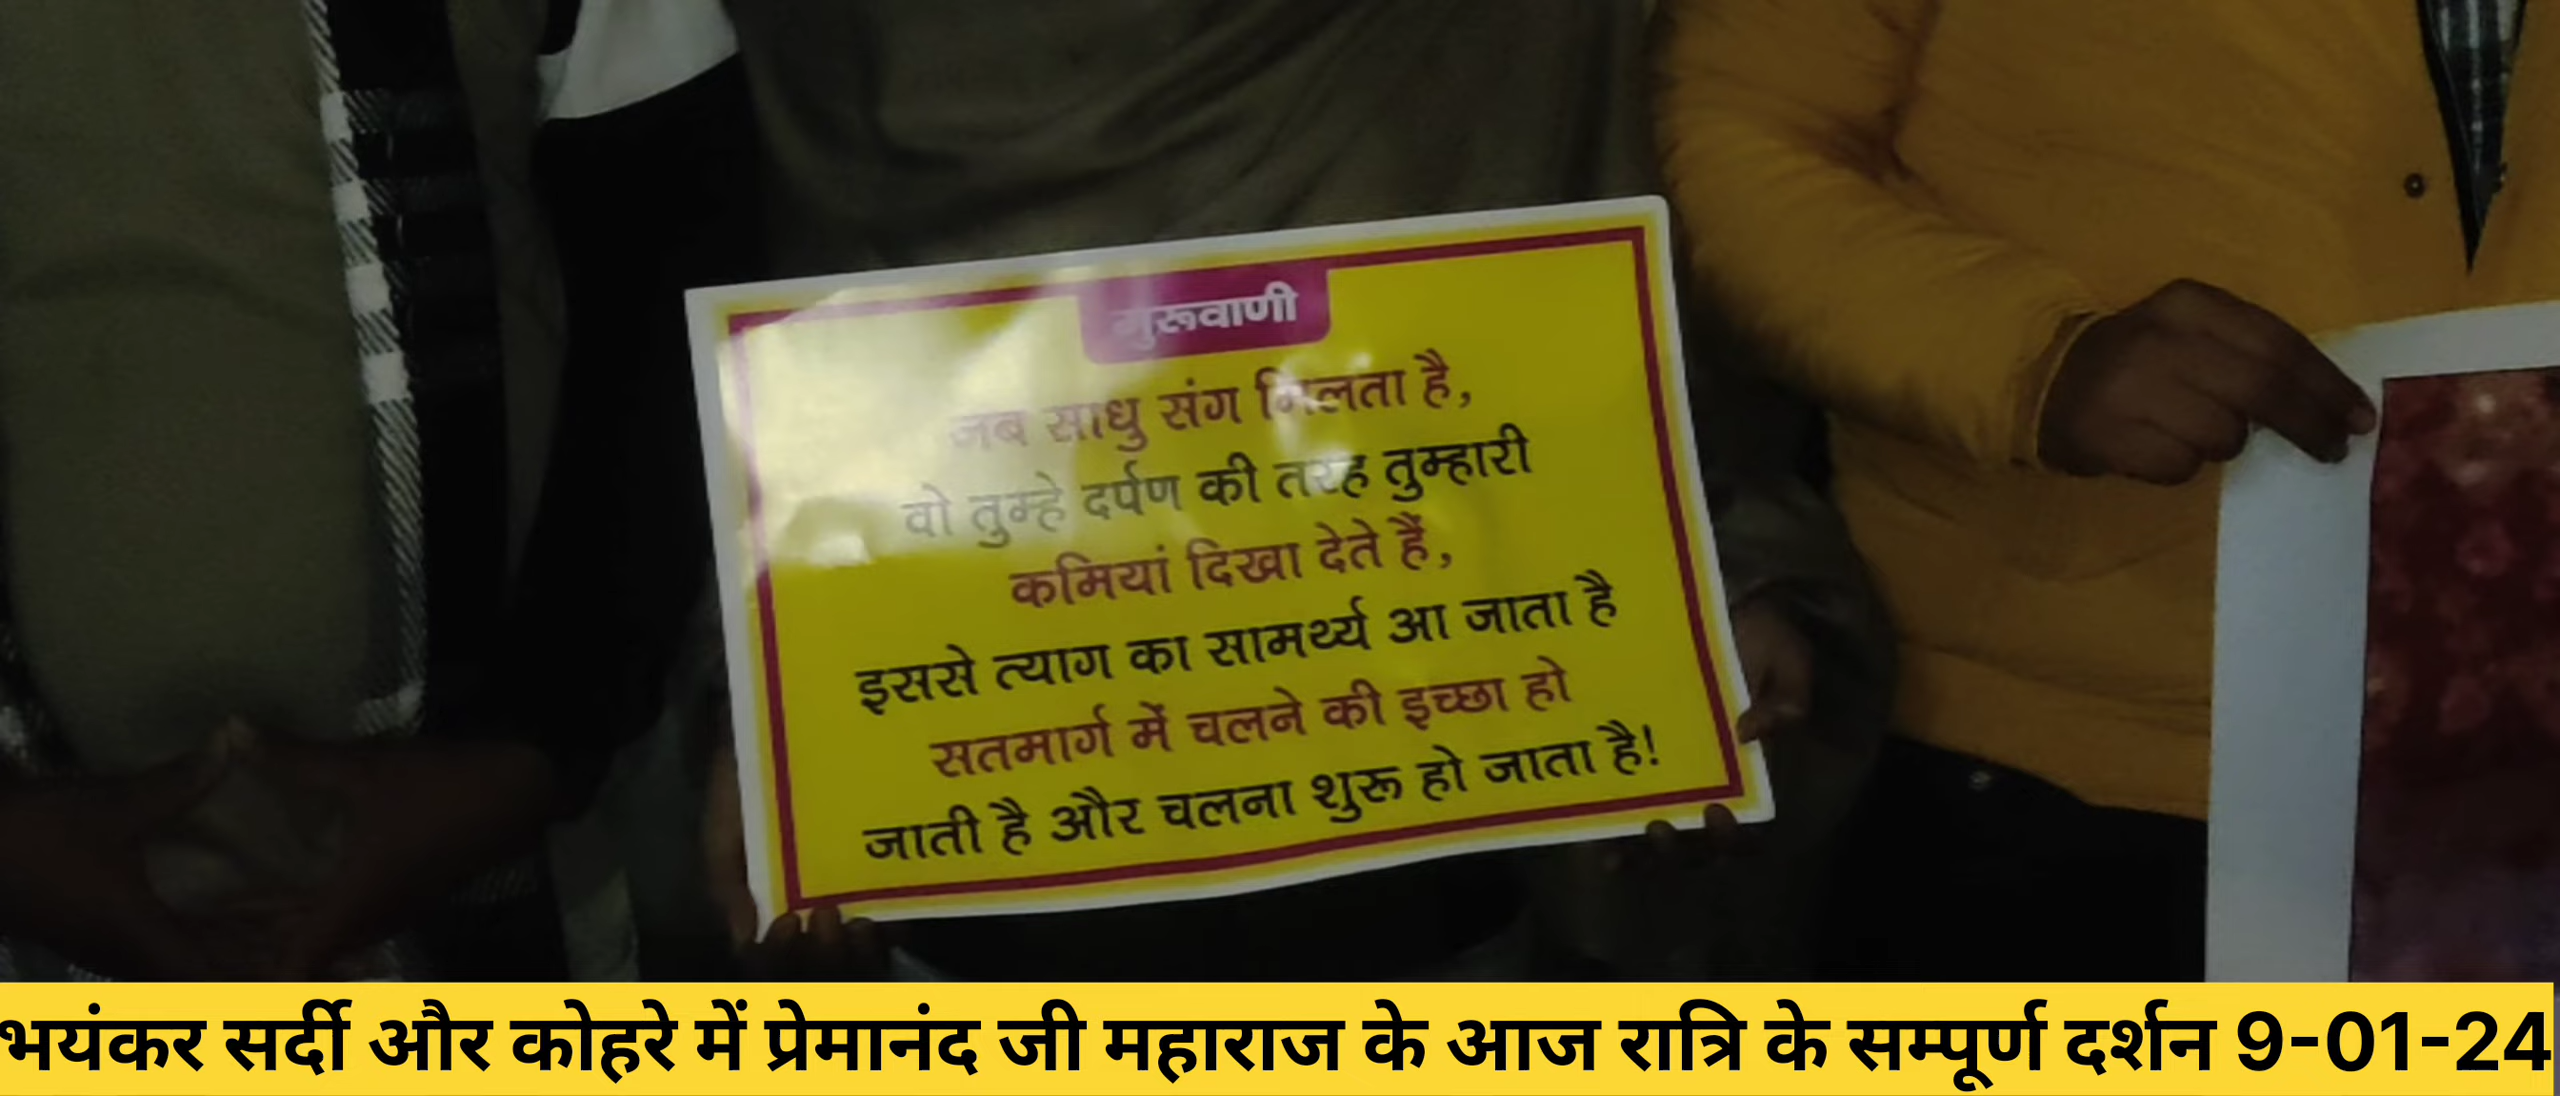 गुरूवाणी
जब साधु संग मिलता है,
वो तुम्हे दर्पण की तरह तुम्हारी
कमियां दिखा देते हैं,
इससे त्याग का सामर्थ्य आ जाता है
सतमार्ग में चलने की इच्छा हो
जाती है और चलना शुरू हो जाता है!
भयंकर सर्दी और कोहरे में प्रेमानंद जी महाराज के आज रात्रि के सम्पूर्ण दर्शन 9-01-24